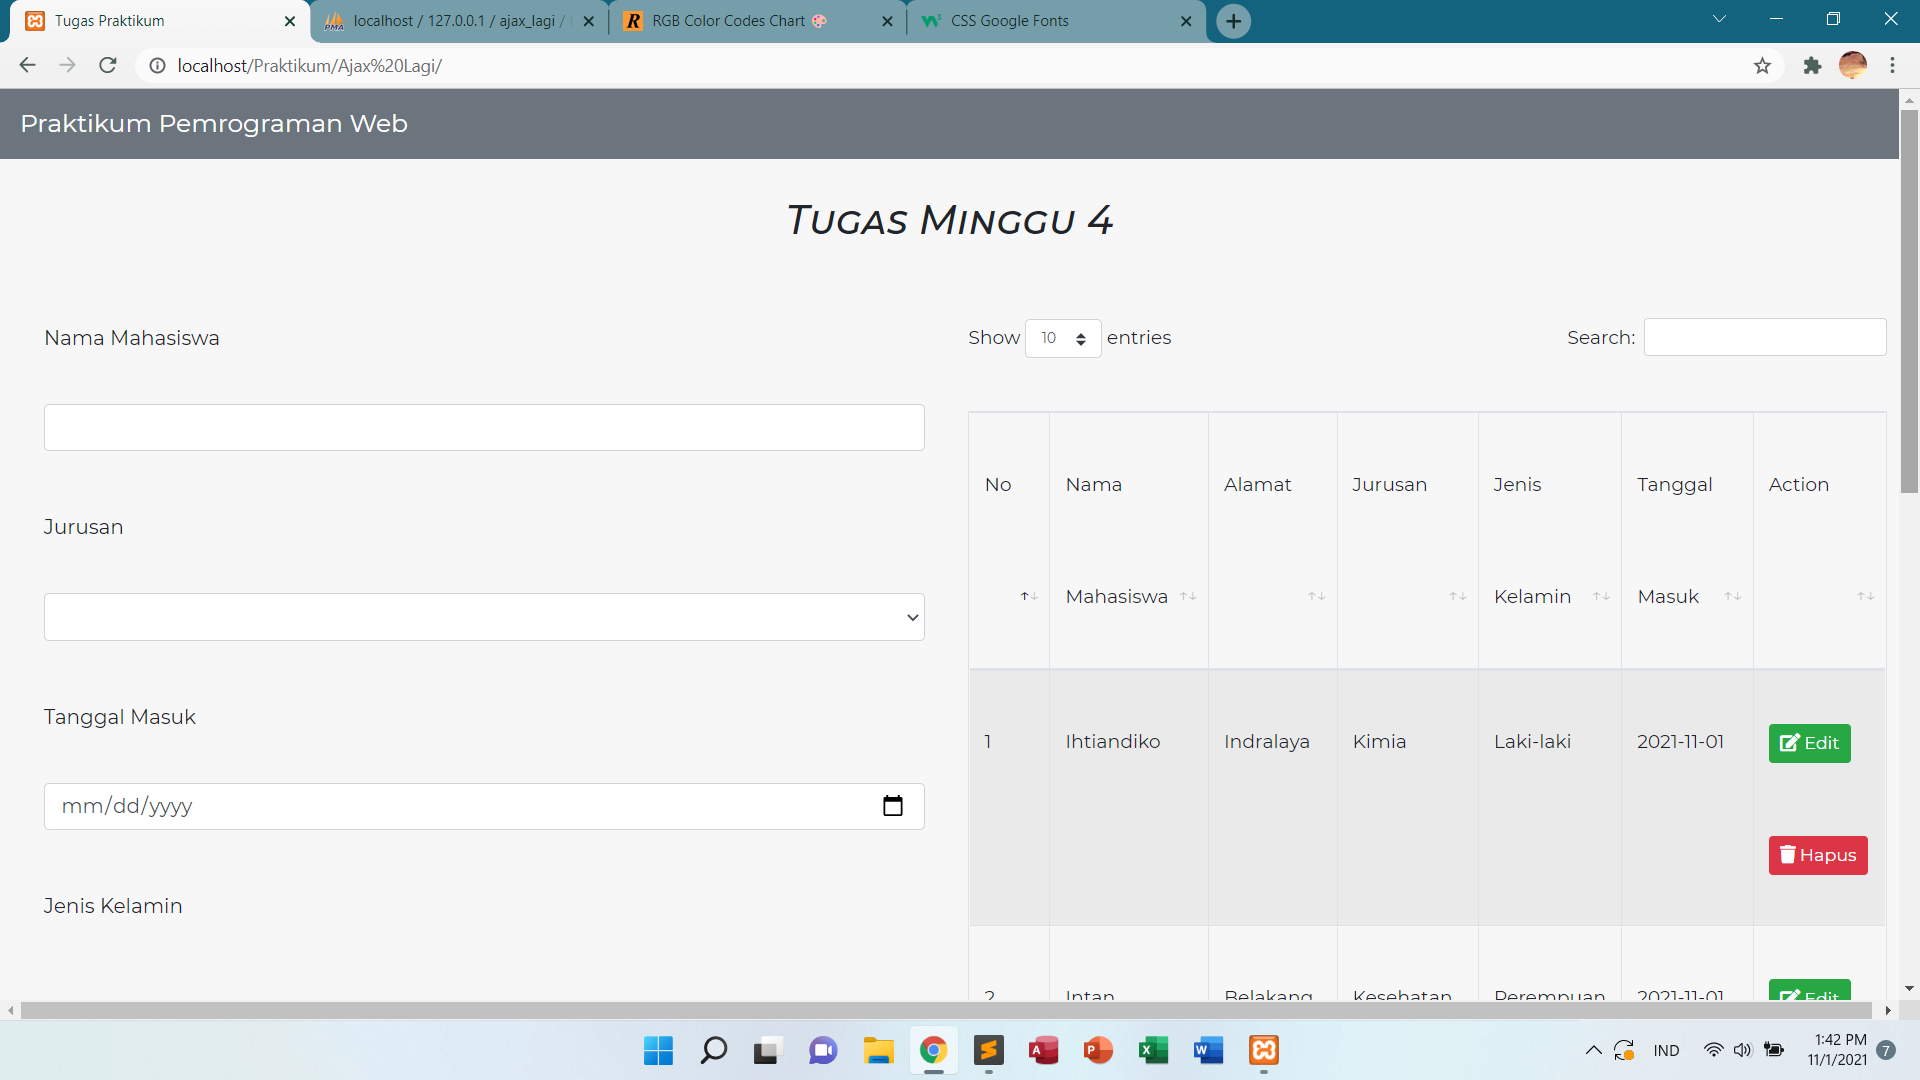 Tugas Praktikum
localhost / 127.0.0.1 / ajax_lagi /
RGB Color Codes Chart 🎨
CSS Google Fonts
localhost/Praktikum/Ajax%20Lagi/
Praktikum Pemrograman Web
Tugas Minggu 4
Nama Mahasiswa
Jurusan
Tanggal Masuk
mm/dd/yyyy
Jenis Kelamin
Show 10 entries
Search:
No Nama Mahasiswa Alamat Jurusan Jenis Kelamin Tanggal Masuk Action
1 Ihtiandiko Indralaya Kimia Laki-laki 2021-11-01 Edit
Hapus
2 Intan Belakang Kesehatan Perempuan 2021-11-01 Edit
IND
1:42 PM
11/1/2021
7